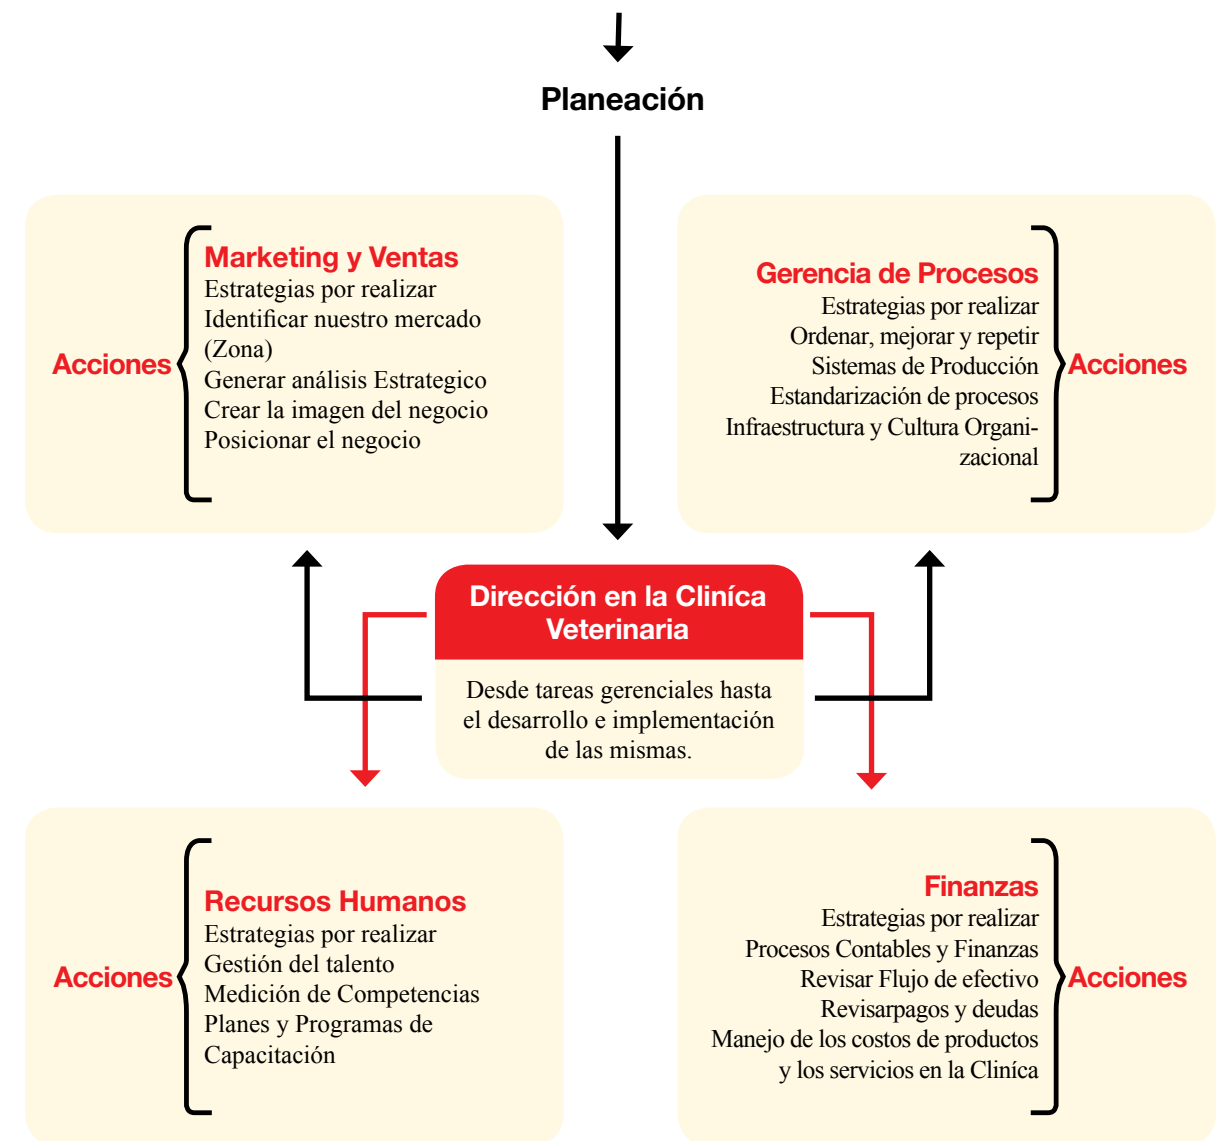 Planeación
Acciones
Marketing y Ventas
Estrategias por realizar
Identificar nuestro mercado
(Zona)
Generar análisis Estrategico
Crear la imagen del negocio
Posicionar el negocio
Gerencia de Procesos
Estrategias por realizar
Ordenar, mejorar y repetir
Sistemas de Producción
Estandarización de procesos
Infraestructura y Cultura Organi-
zacional
Acciones
Dirección en la Cliníca
Veterinaria
Desde tareas gerenciales hasta
el desarrollo e implementación
de las mismas.
Acciones
Recursos Humanos
Estrategias por realizar
Gestión del talento
Medición de Competencias
Planes y Programas de
Capacitación
Finanzas
Estrategias por realizar
Procesos Contables y Finanzas
Revisar Flujo de efectivo
Revisarpagos y deudas
Manejo de los costos de productos
y los servicios en la Cliníca
Acciones